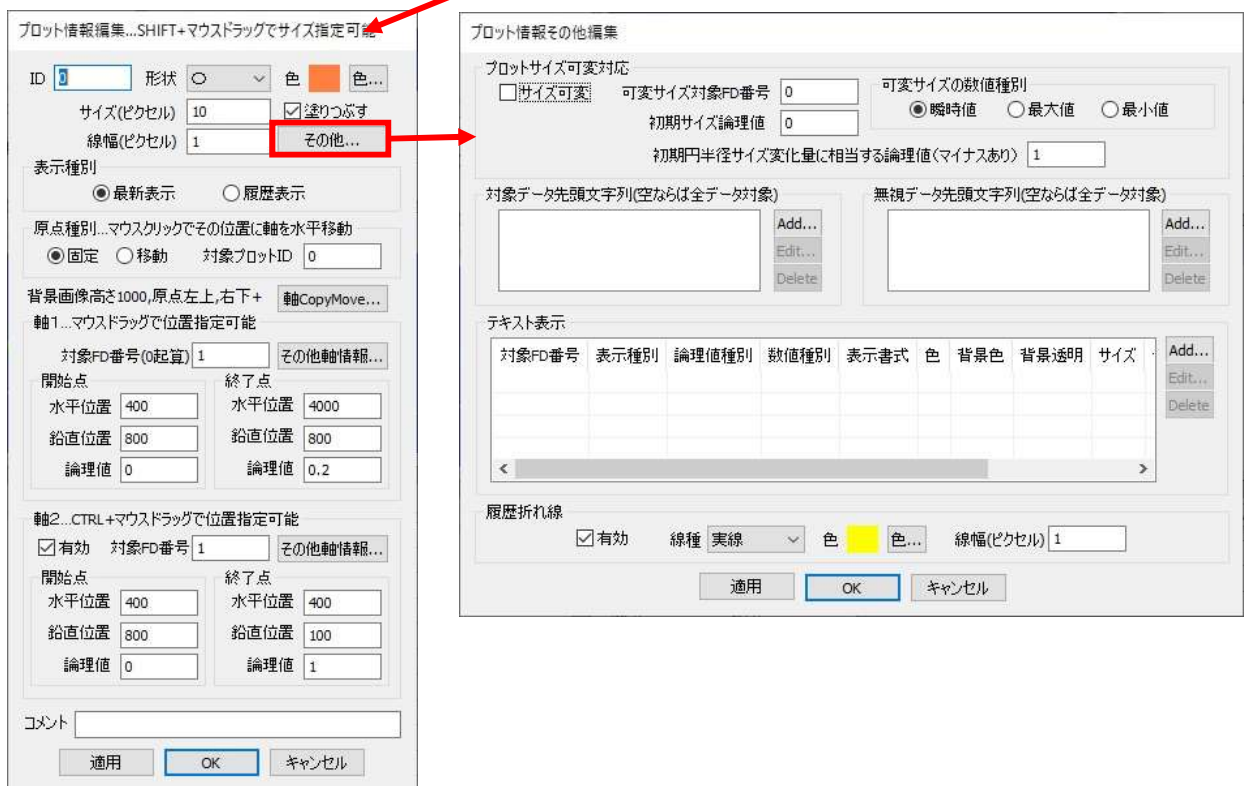 プロット情報編集...SHIFT+マウスドラッグでサイズ指定可能
ID 0 形状 ○ 色 色...
サイズ(ピクセル) 10 塗りつぶす
線幅(ピクセル) 1 その他...
表示種別
最新表示 履歴表示
原点種別...マウスクリックでその位置に軸を水平移動
固定 移動 対象プロットID 0
背景画像高さ1000,原点左上,右下+ 軸CopyMove...
軸1...マウスドラッグで位置指定可能
対象FD番号(0起算) 1 その他軸情報...
開始点 終了点
水平位置 400 水平位置 4000
鉛直位置 800 鉛直位置 800
論理値 0 論理値 0.2
軸2...CTRL+マウスドラッグで位置指定可能
有効 対象FD番号 1 その他軸情報...
開始点 終了点
水平位置 400 水平位置 400
鉛直位置 800 鉛直位置 100
論理値 0 論理値 1
コメント
適用 OK キャンセル
プロット情報その他編集
プロットサイズ可変対応
サイズ可変 可変サイズ対象FD番号 0
可変サイズの数値種別
瞬時値 最大値 最小値
初期サイズ論理値 0
初期円半径サイズ変化量に相当する論理値(マイナスあり) 1
対象データ先頭文字列(空ならば全データ対象) 無視データ先頭文字列(空ならば全データ対象)
Add... Add...
Edit... Edit...
Delete Delete
テキスト表示
対象FD番号 表示種別 論理値種別 数値種別 表示書式 色 背景色 背景透明 サイズ Add...
Edit...
Delete
履歴折れ線
有効 線種 実線 色 色... 線幅(ピクセル) 1
適用 OK キャンセル